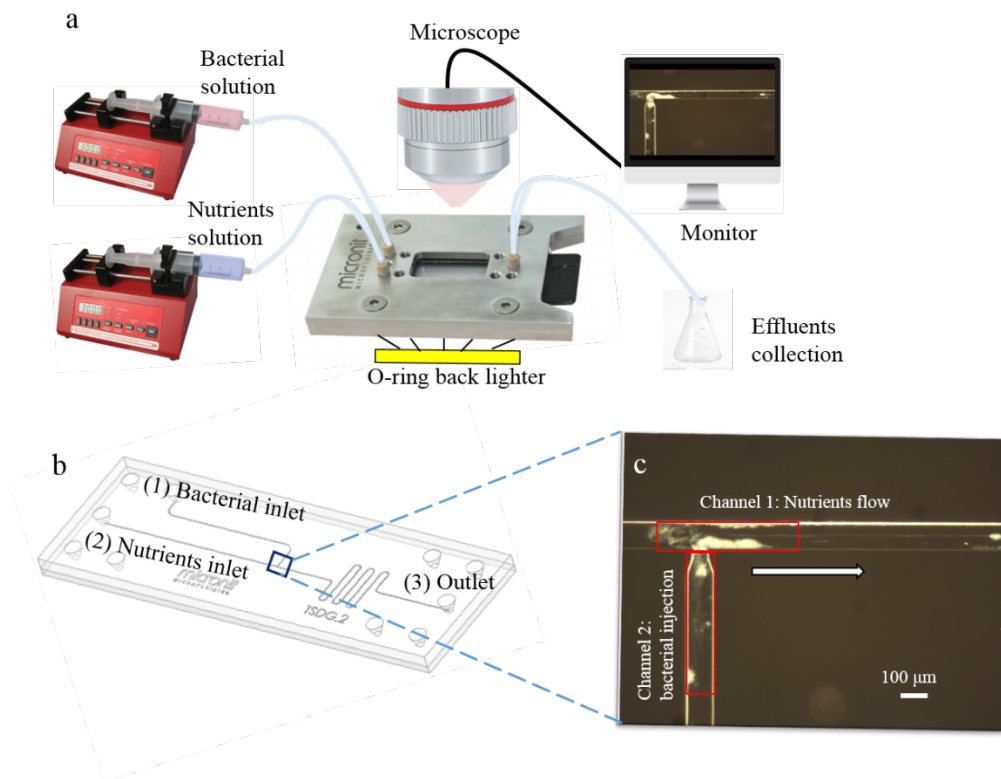 a
Microscope
Bacterial
solution
Nutrients
solution
micronit
Monitor
Effluents
collection
O-ring back lighter
b
(1) Bacterial inlet
(2) Nutrients inlet
(3) Outlet
micronit
TSDG.2
c
Channel 1: Nutrients flow
Channel 2:
bacterial injection
100 μm